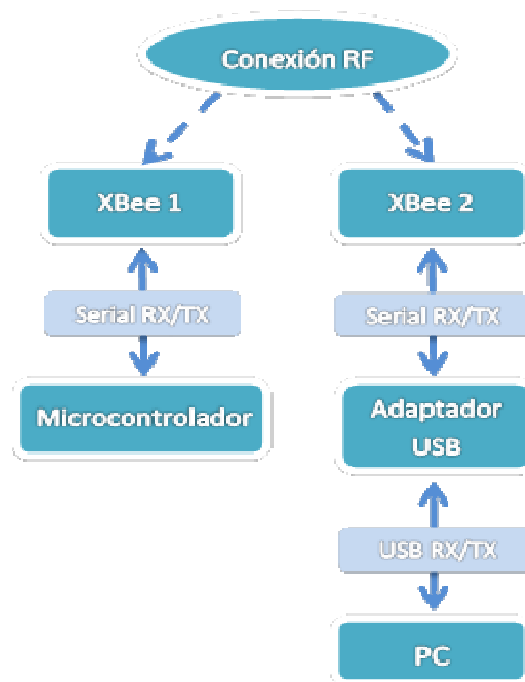 Conexión RF
XBee 1
XBee 2
Serial RX/TX
Serial RX/TX
Microcontrolador
Adaptador
USB
USB RX/TX
PC